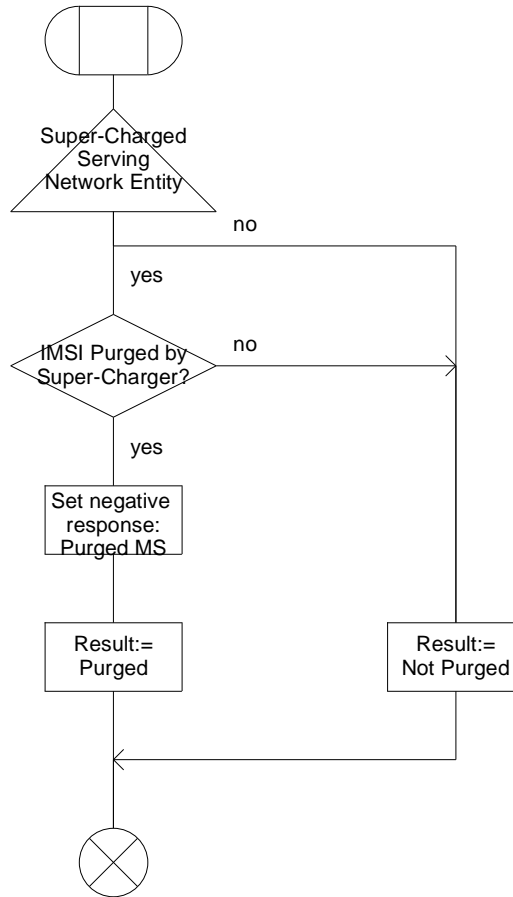 Super-Charged
Serving
Network Entity
no
yes
IMSI Purged by
Super-Charger?
no
yes
Set negative
response:
Purged MS
Result:=
Purged
Result:=
Not Purged